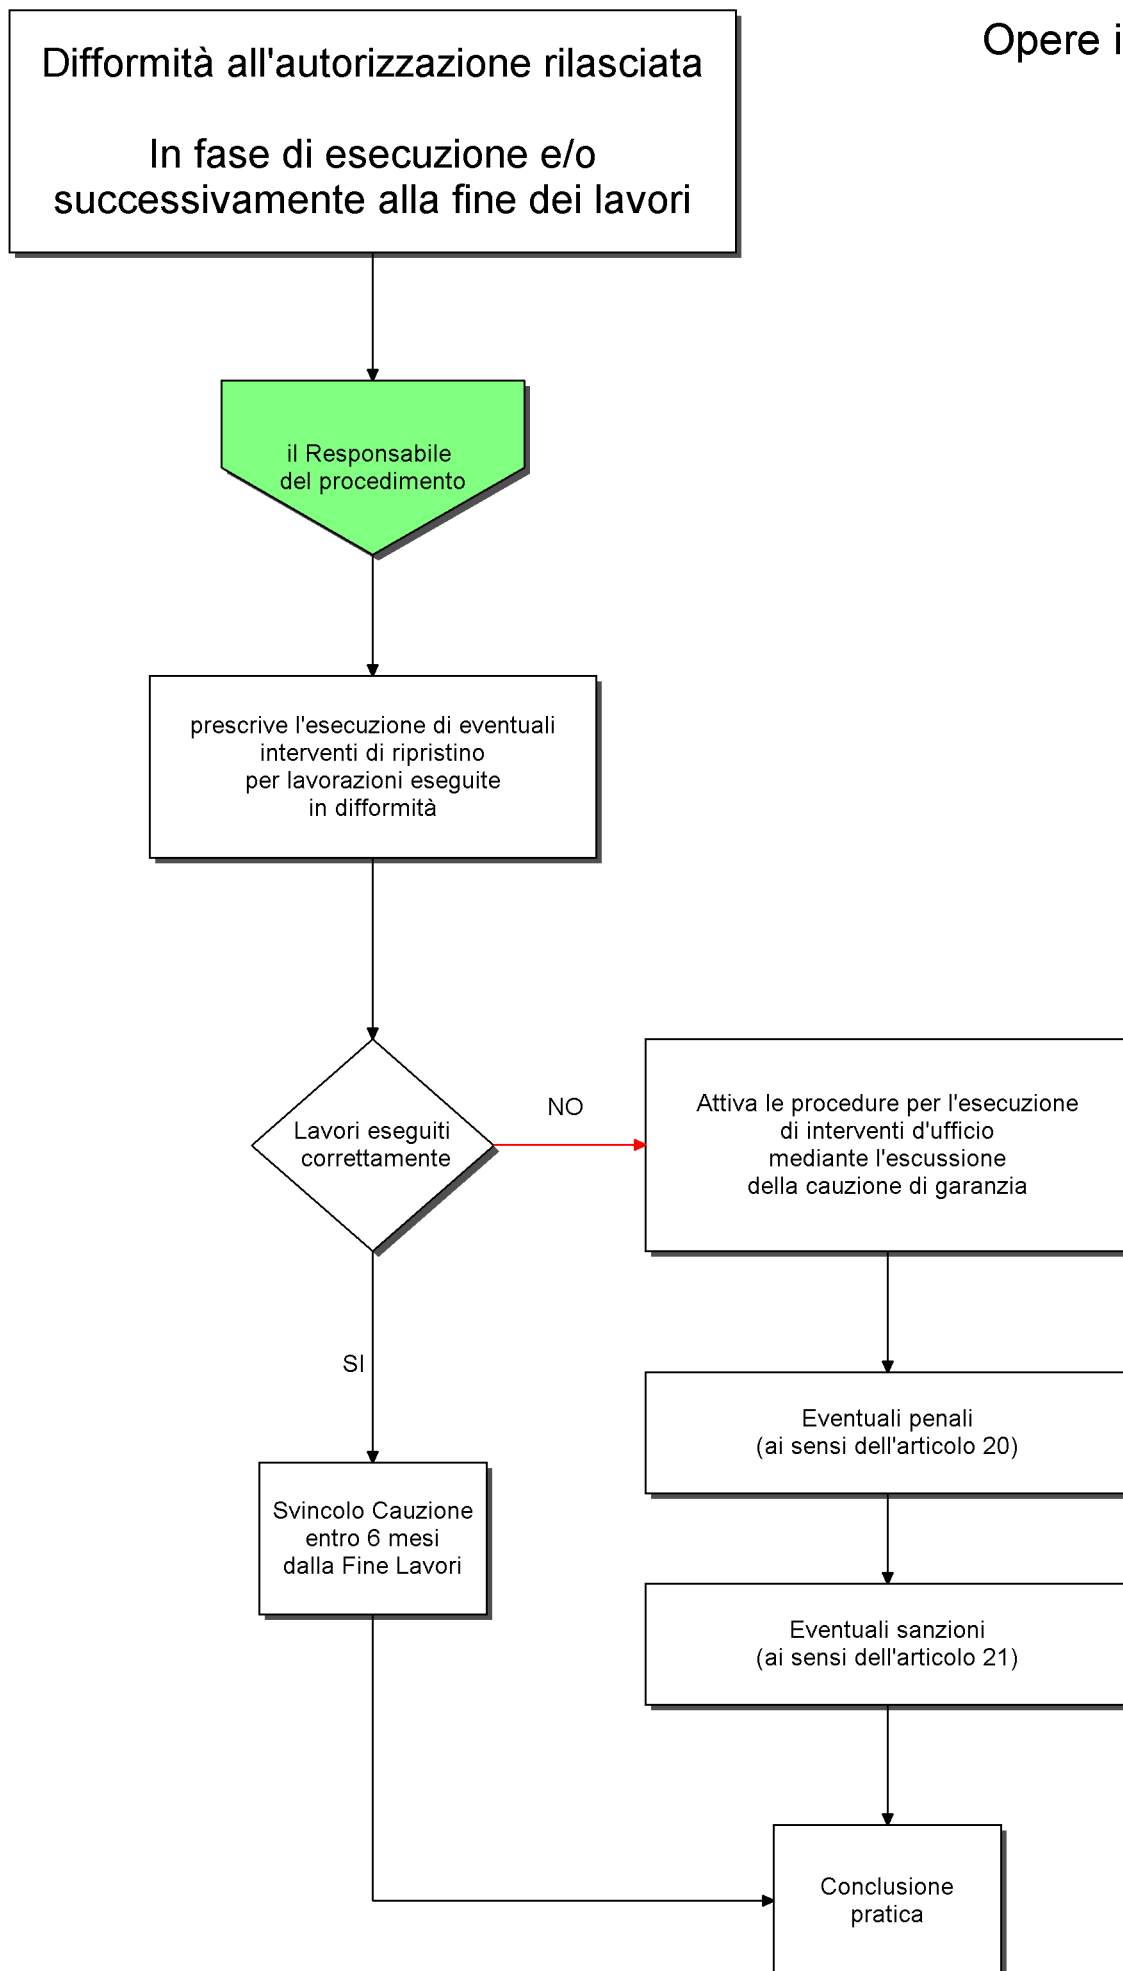 Difformità all'autorizzazione rilasciata
In fase di esecuzione e/o
successivamente alla fine dei lavori
Opere i
il Responsabile
del procedimento
prescrive l'esecuzione di eventuali
interventi di ripristino
per lavorazioni eseguite
in difformità
Lavori eseguiti
correttamente
NO
Attiva le procedure per l'esecuzione
di interventi d'ufficio
mediante l'escussione
della cauzione di garanzia
SI
Eventuali penali
(ai sensi dell'articolo 20)
Svincolo Cauzione
entro 6 mesi
dalla Fine Lavori
Eventuali sanzioni
(ai sensi dell'articolo 21)
Conclusione
pratica